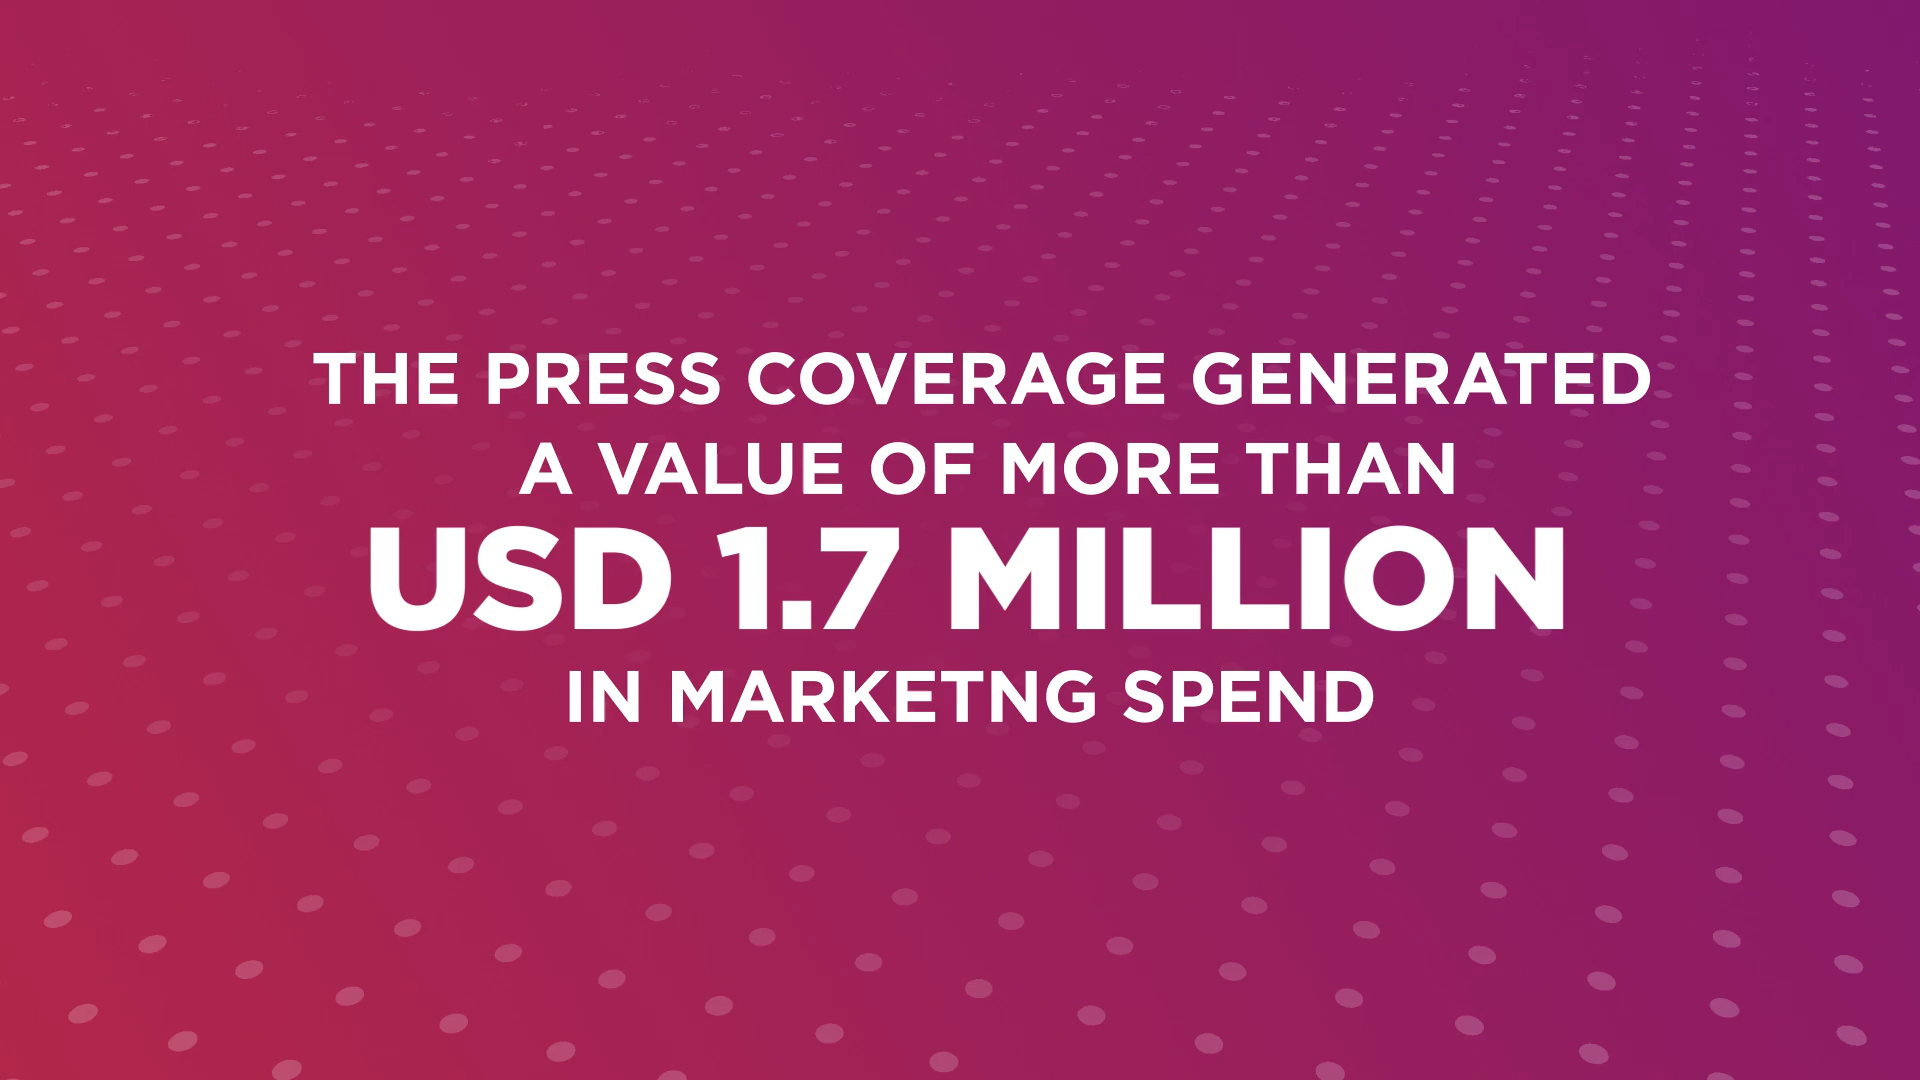 THE PRESS COVERAGE GENERATED
A VALUE OF MORE THAN
USD 1.7 MILLION
IN MARKETNG SPEND